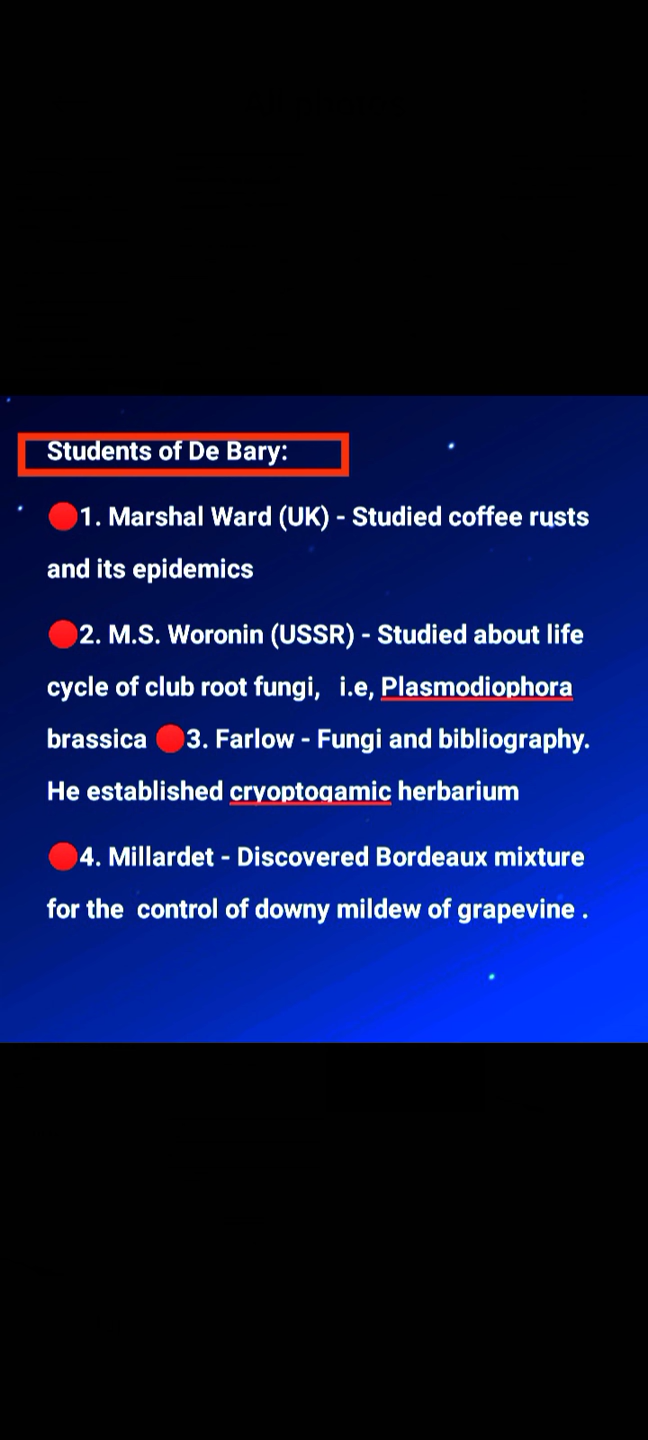 Students of De Bary:
🔴1. Marshal Ward (UK) - Studied coffee rusts
and its epidemics
🔴2. M.S. Woronin (USSR) - Studied about life
cycle of club root fungi, i.e, Plasmodiophora
brassica 🔴3. Farlow - Fungi and bibliography.
He established cryoptogamic herbarium
🔴4. Millardet - Discovered Bordeaux mixture
for the control of downy mildew of grapevine .